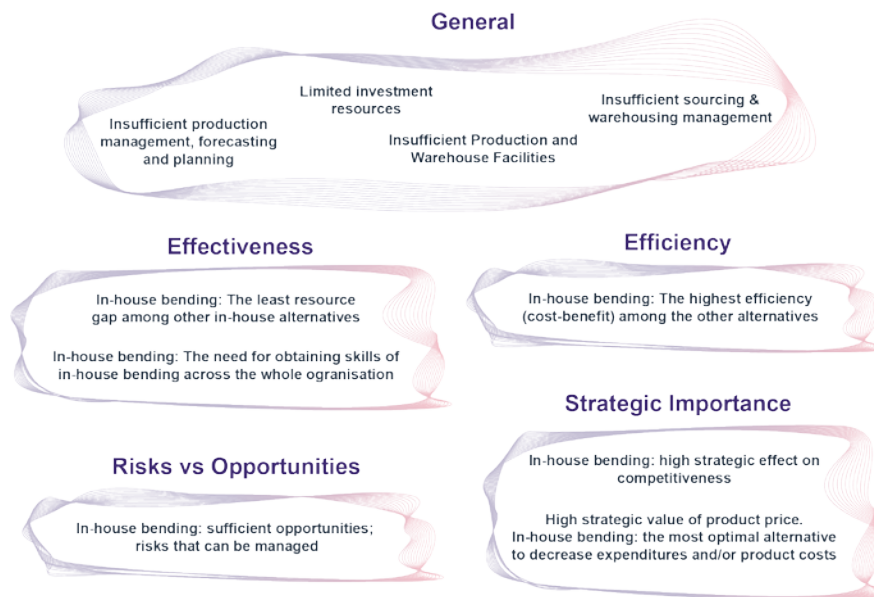 General
Limited investment
resources
Insufficient sourcing &
warehousing management
Insufficient production
management, forecasting
and planning
Insufficient Production and
Warehouse Facilities
Effectiveness
In-house bending: The least resource
gap among other in-house alternatives
In-house bending: The need for obtaining skills of
in-house bending across the whole ogranisation
Efficiency
In-house bending: The highest efficiency
(cost-benefit) among the other alternatives
Risks vs Opportunities
In-house bending: sufficient opportunities;
risks that can be managed
Strategic Importance
In-house bending: high strategic effect on
competitiveness
High strategic value of product price.
In-house bending: the most optimal alternative
to decrease expenditures and/or product costs